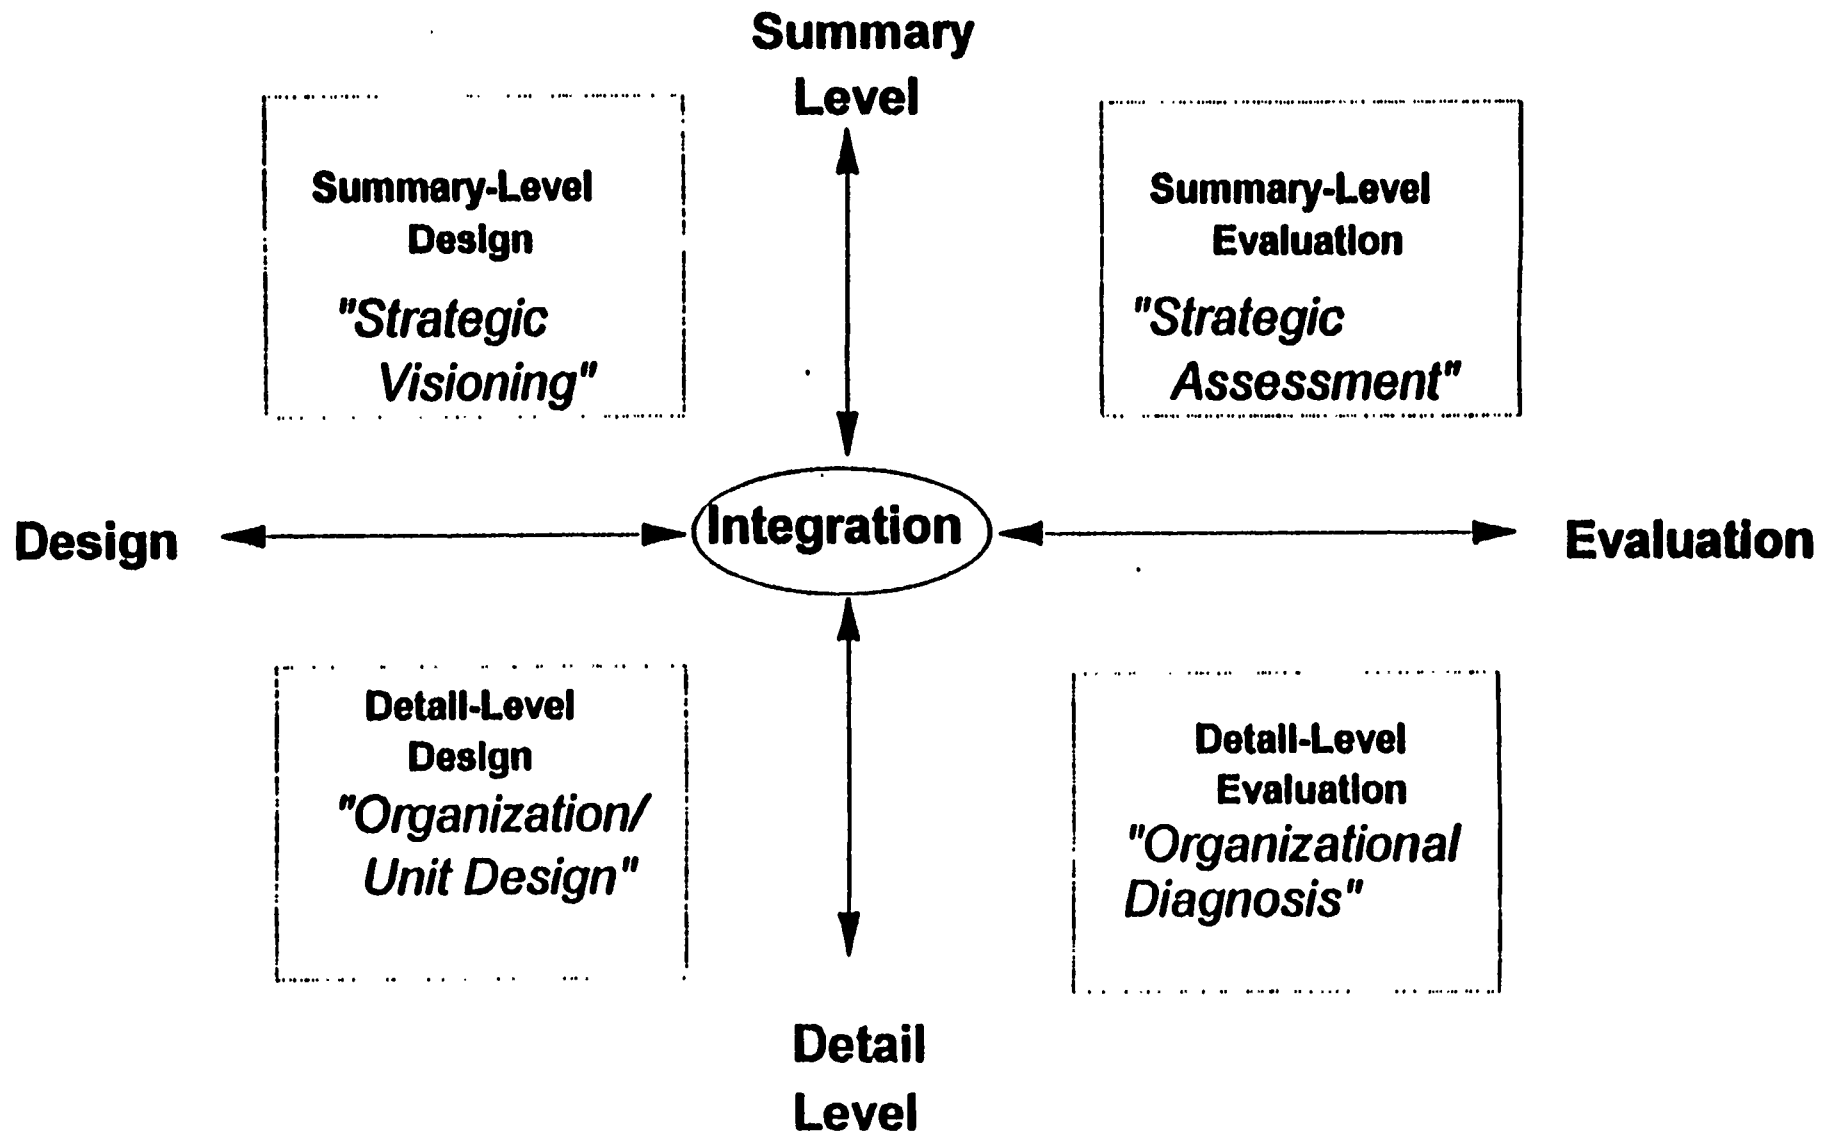 Summary
Level
Summary-Level
Design
"Strategic
Visioning"
Summary-Level
Evaluation
"Strategic
Assessment"
Design
Integration
Evaluation
Detail-Level
Design
"Organization/
Unit Design"
Detail-Level
Evaluation
"Organizational
Diagnosis"
Detail
Level